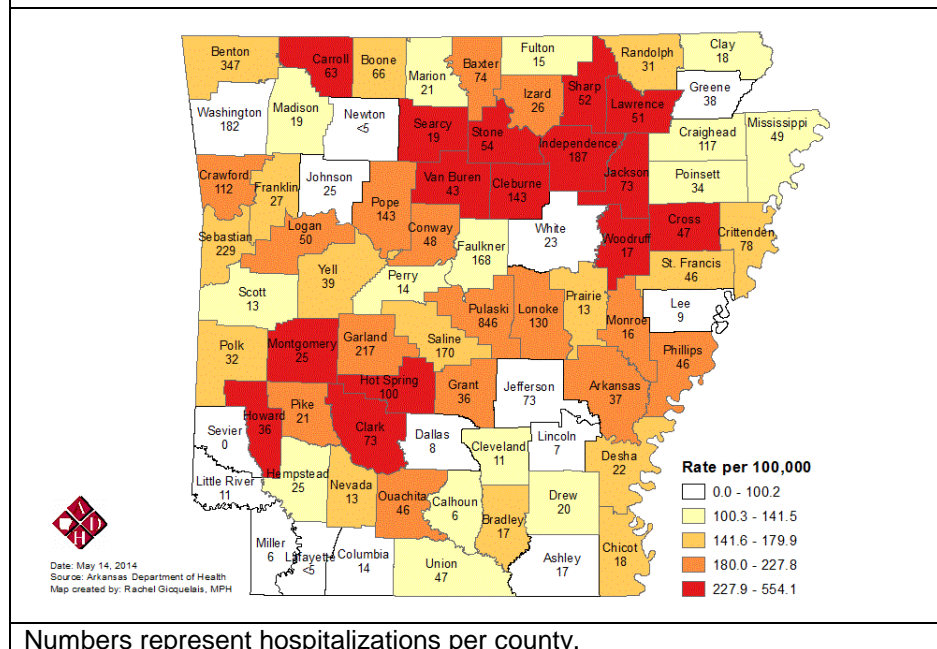 Benton
347
Carroll
63
Boone
66
Marion
21
Baxter
74
Fulton
15
Randolph
31
Clay
18
Washington
182
Madison
19
Newton
<5
Searcy
19
Stone
54
Izard
26
Sharp
52
Lawrence
51
Greene
38
Craighead
117
Mississippi
49
Independence
187
Crawford
112
Franklin
27
Johnson
25
Pope
143
Van Buren
43
Cleburne
143
Jackson
73
Poinsett
34
Sebastian
229
Logan
50
Conway
48
Faulkner
168
White
23
Woodruff
17
Cross
47
Crittenden
78
St. Francis
46
Scott
13
Yell
39
Perry
14
Pulaski
846
Lonoke
130
Prairie
13
Monroe
16
Lee
9
Phillips
46
Polk
32
Montgomery
25
Garland
217
Saline
170
Hot Spring
100
Grant
36
Jefferson
73
Arkansas
37
Howard
36
Pike
21
Clark
73
Dallas
8
Cleveland
11
Lincoln
7
Desha
22
Sevier
0
Little River
11
Hempstead
25
Nevada
13
Ouachita
46
Calhoun
6
Bradley
17
Drew
20
Miller
6
Lafayette
<5
Columbia
14
Union
47
Ashley
17
Chicot
18
Rate per 100,000
0.0 - 100.2
100.3 - 141.5
141.6 - 179.9
180.0 - 227.8
227.9 - 554.1
A
D
H
Date: May 14, 2014
Source: Arkansas Department of Health
Map created by: Rachel Gicquelais, MPH
Numbers represent hospitalizations per county.